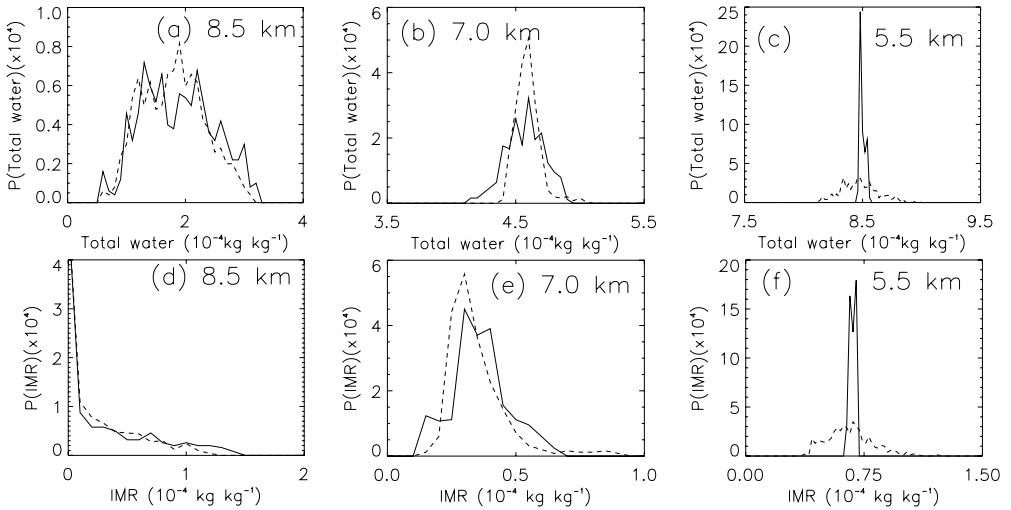 (a) 8.5 km
P(Total water)(x10⁴)
1.0
0.8
0.6
0.4
0.2
0.0
0 2 4
Total water (10⁻⁴kg kg⁻¹)
(b) 7.0 km
P(Total water)(x10⁴)
6
4
2
0
3.5 4.5 5.5
Total water (10⁻⁴kg kg⁻¹)
(c) 5.5 km
P(Total water)(x10⁴)
25
20
15
10
5
0
7.5 8.5 9.5
Total water (10⁻⁴kg kg⁻¹)
(d) 8.5 km
P(IMR)(x10⁴)
4
3
2
1
0
0 1 2
IMR (10⁻⁴ kg kg⁻¹)
(e) 7.0 km
P(IMR)(x10⁴)
6
4
2
0
0.0 0.5 1.0
IMR (10⁻⁴ kg kg⁻¹)
(f) 5.5 km
P(IMR)(x10⁴)
20
15
10
5
0
0.00 0.75 1.50
IMR (10⁻⁴ kg kg⁻¹)